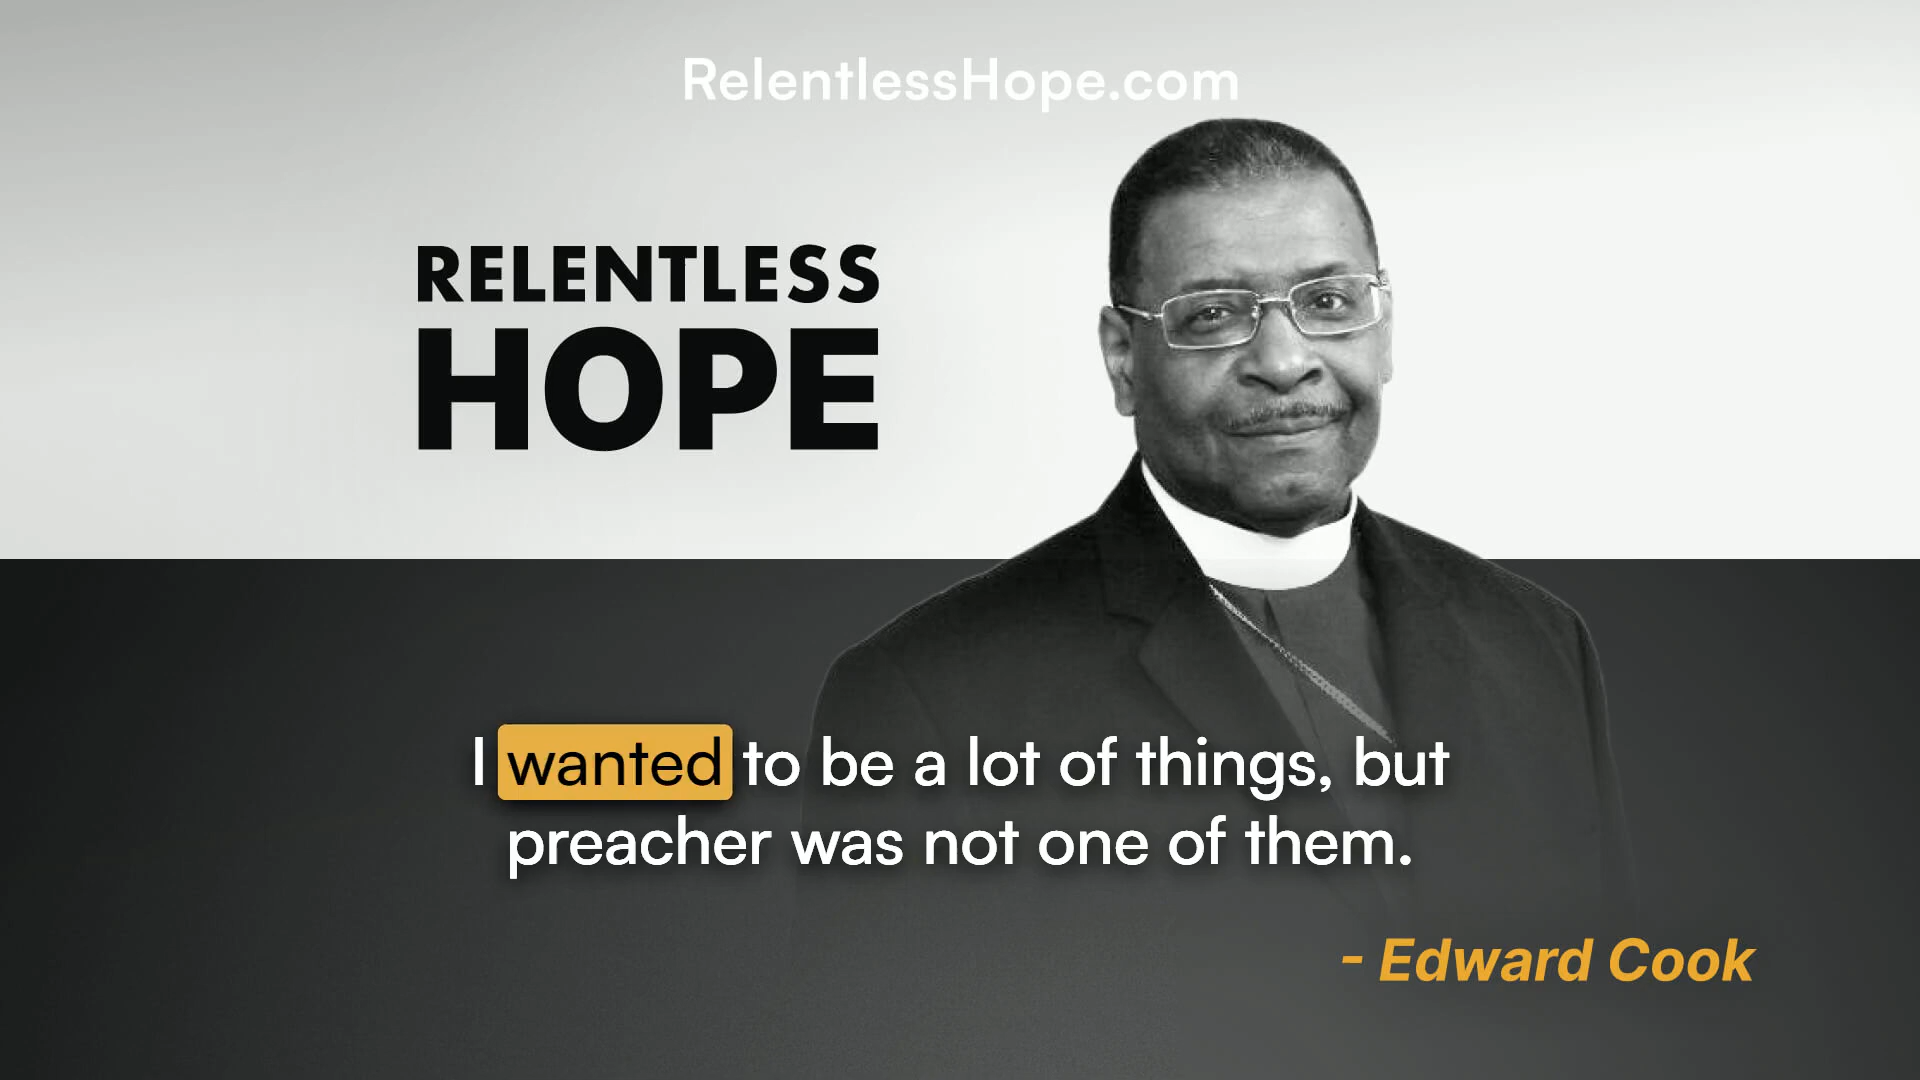 RelentlessHope.com
RELENTLESS
HOPE
I wanted to be a lot of things, but
preacher was not one of them.
- Edward Cook